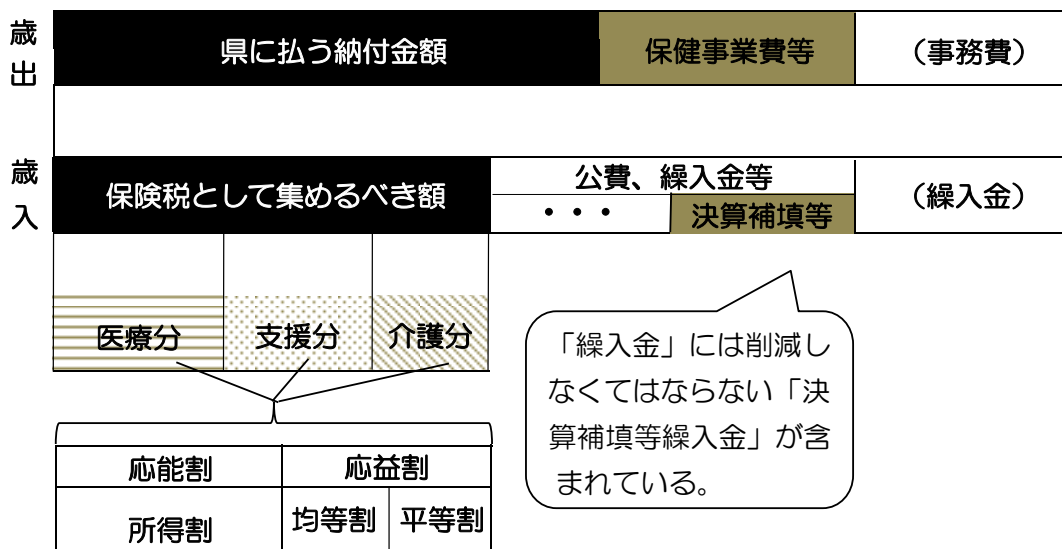 歳出
県に払う納付金額
保健事業費等
（事務費）
歳入
保険税として集めるべき額
公費、繰入金等
・・・
決算補填等
（繰入金）
医療分
支援分
介護分
「繰入金」には削減し
なくてはならない「決
算補填等繰入金」が含
まれている。
応能割
応益割
所得割
均等割
平等割